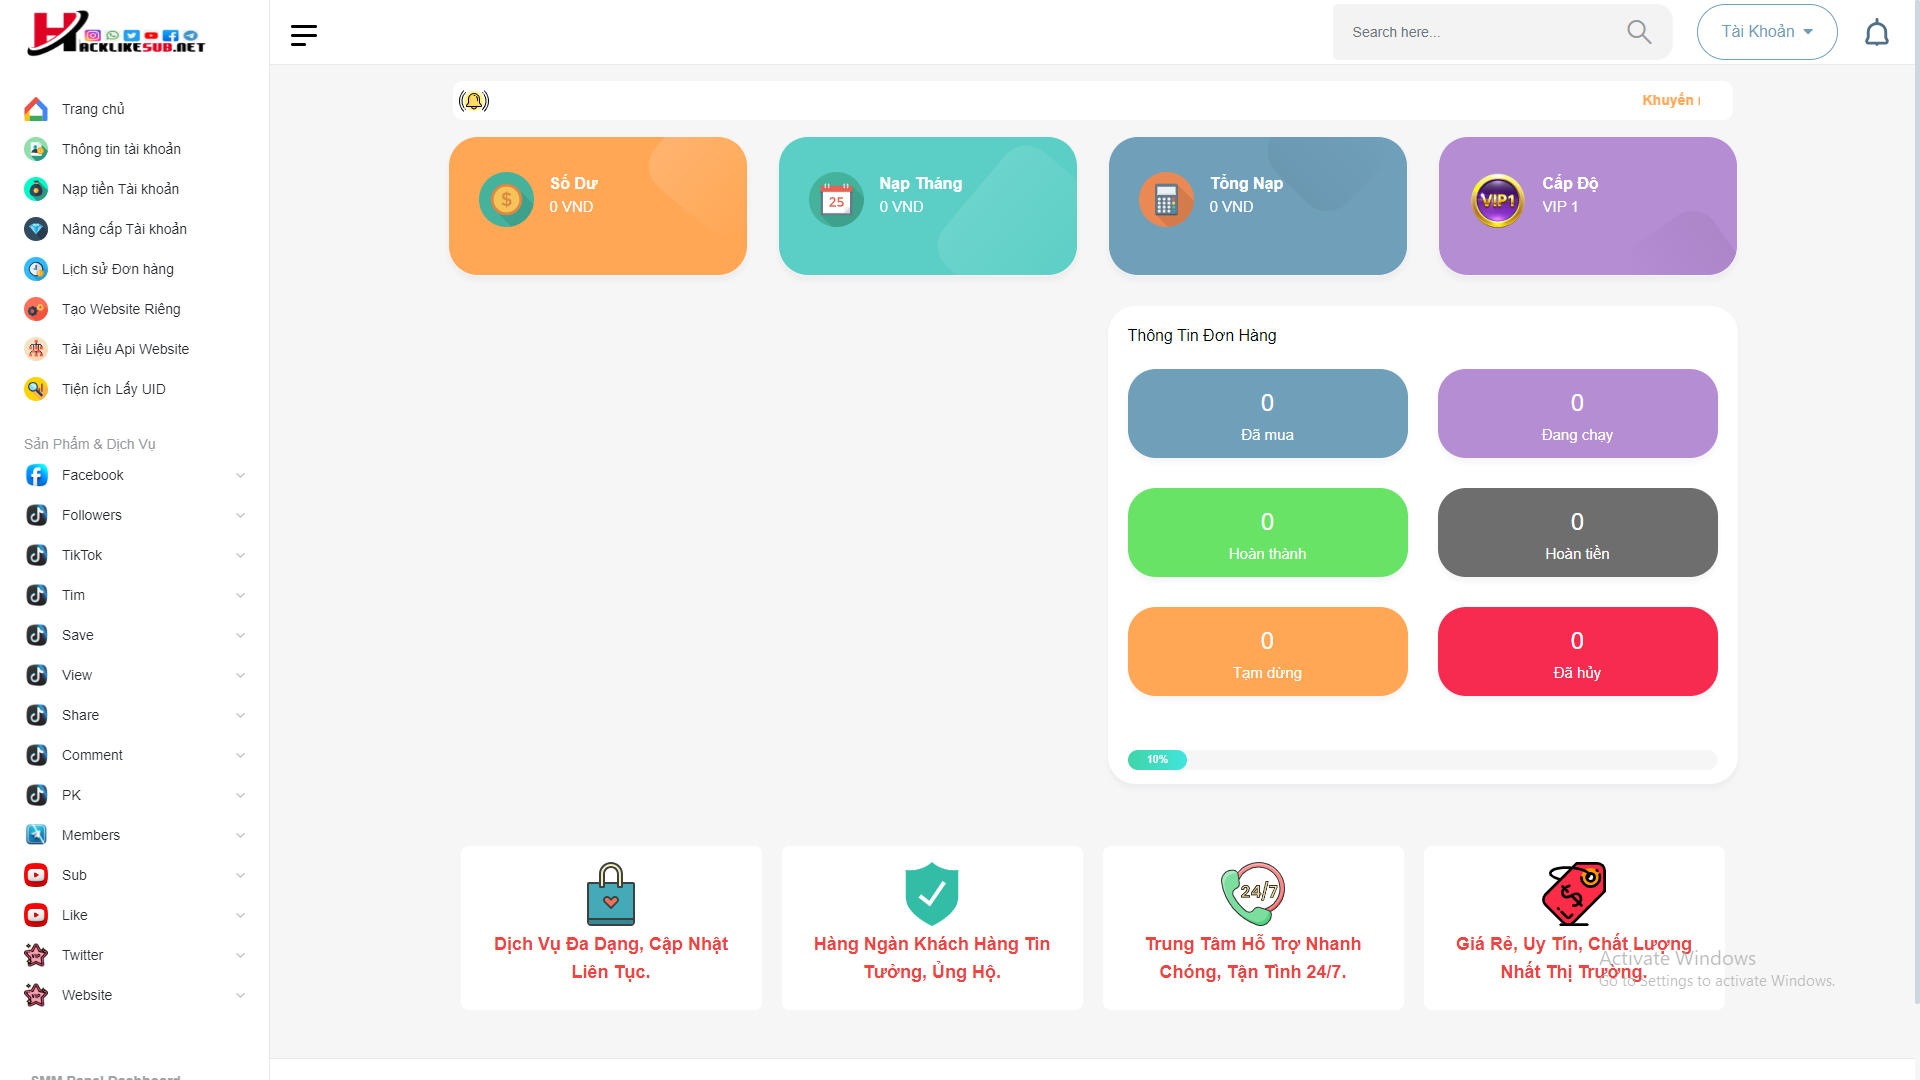 HACKLIKESUB.NET
Search here...
Tài Khoản
Trang chủ
Thông tin tài khoản
Nạp tiền Tài khoản
Nâng cấp Tài khoản
Lịch sử Đơn hàng
Tạo Website Riêng
Tài Liệu Api Website
Tiện ích Lấy UID
Sản Phẩm & Dịch Vụ
Facebook
Followers
TikTok
Tim
Save
View
Share
Comment
PK
Members
Sub
Like
Twitter
Website
SMM Panel Dashboard
Khuyến
Số Dư
0 VND
Nạp Tháng
0 VND
25
Tổng Nạp
0 VND
VIP1
Cấp Độ
VIP 1
Thông Tin Đơn Hàng
0
Đã mua
0
Đang chạy
0
Hoàn thành
0
Hoàn tiền
0
Tạm dừng
0
Đã hủy
10%
Dịch Vụ Đa Dạng, Cập Nhật
Liên Tục.
Hàng Ngàn Khách Hàng Tin
Tưởng, Ủng Hộ.
24/7
Trung Tâm Hỗ Trợ Nhanh
Chóng, Tận Tình 24/7.
Giá Rẻ, Uy Tín, Chất Lượng
Nhất Thị Trường.
Activate Windows
Go to Settings to activate Windows.